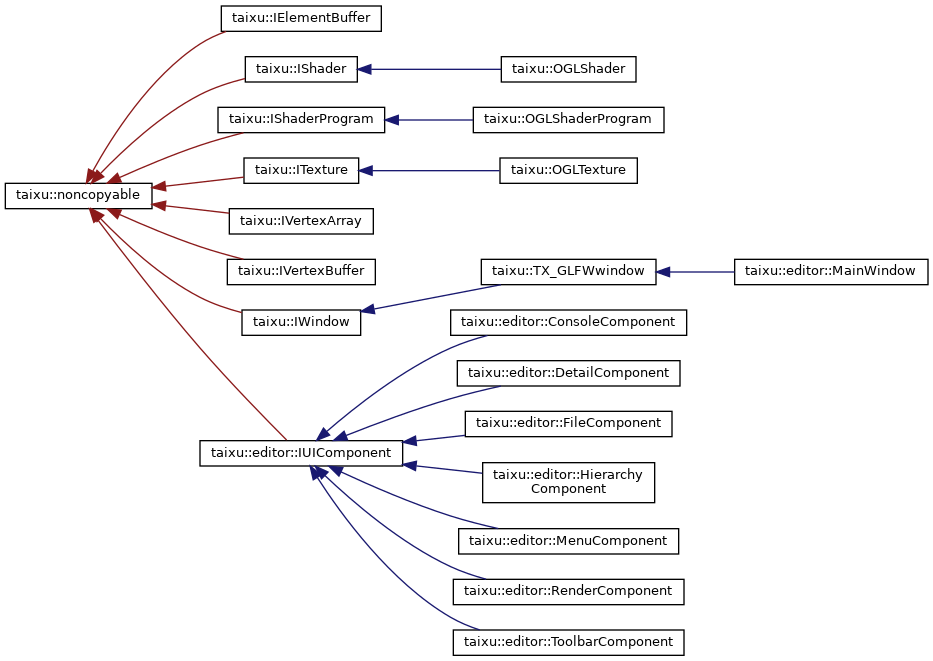 taixu::IElementBuffer
taixu::IShader
taixu::OGLShader
taixu::IShaderProgram
taixu::OGLShaderProgram
taixu::ITexture
taixu::OGLTexture
taixu::noncopyable
taixu::IVertexArray
taixu::IVertexBuffer
taixu::TX_GLFWwindow
taixu::editor::MainWindow
taixu::IWindow
taixu::editor::ConsoleComponent
taixu::editor::DetailComponent
taixu::editor::FileComponent
taixu::editor::IUIComponent
taixu::editor::Hierarchy
Component
taixu::editor::MenuComponent
taixu::editor::RenderComponent
taixu::editor::ToolbarComponent